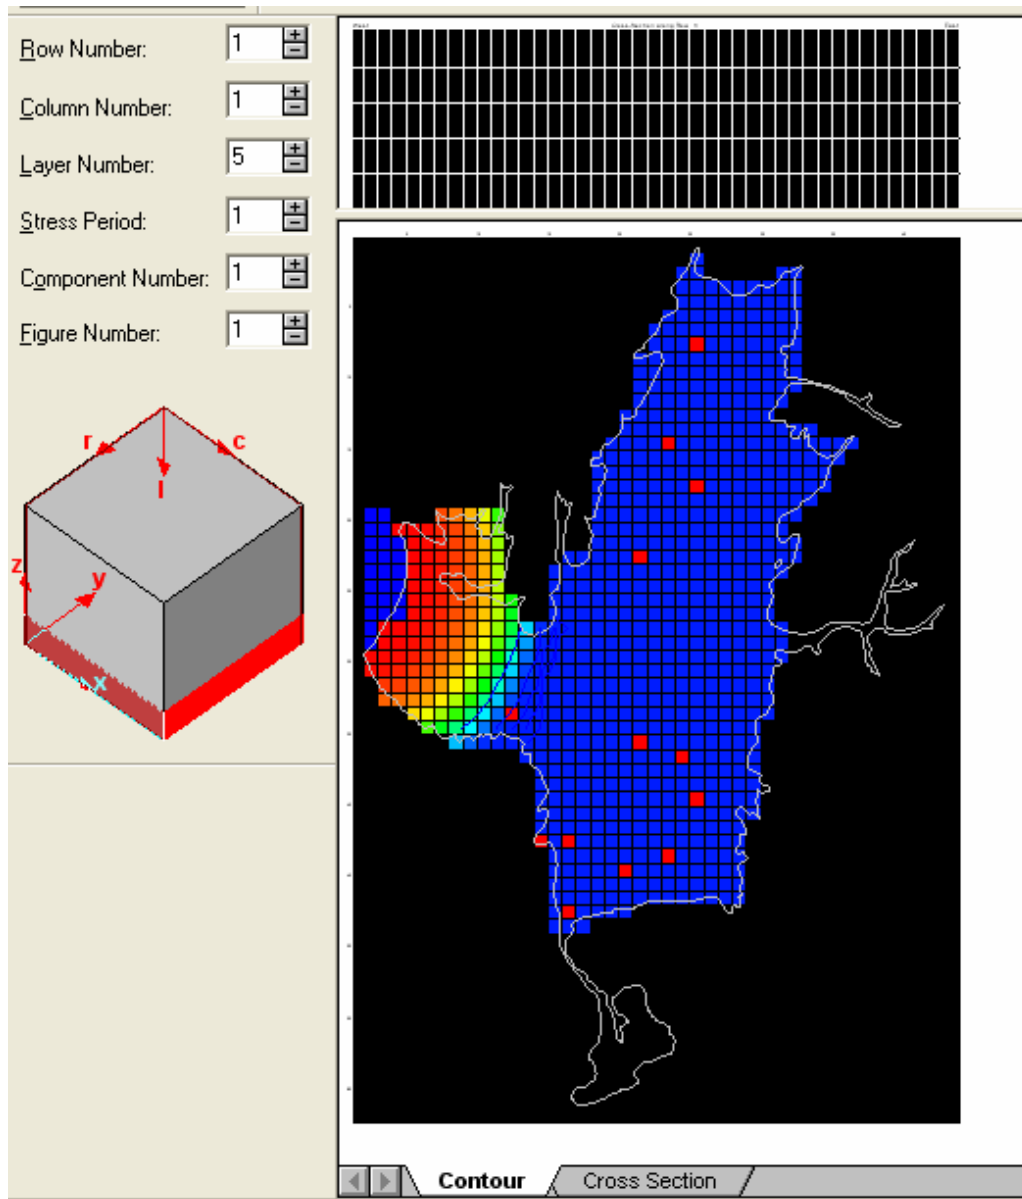 Row Number: 1
Column Number: 1
Layer Number: 5
Stress Period: 1
Component Number: 1
Figure Number: 1
r
c
l
z
y
x
Contour
Cross Section